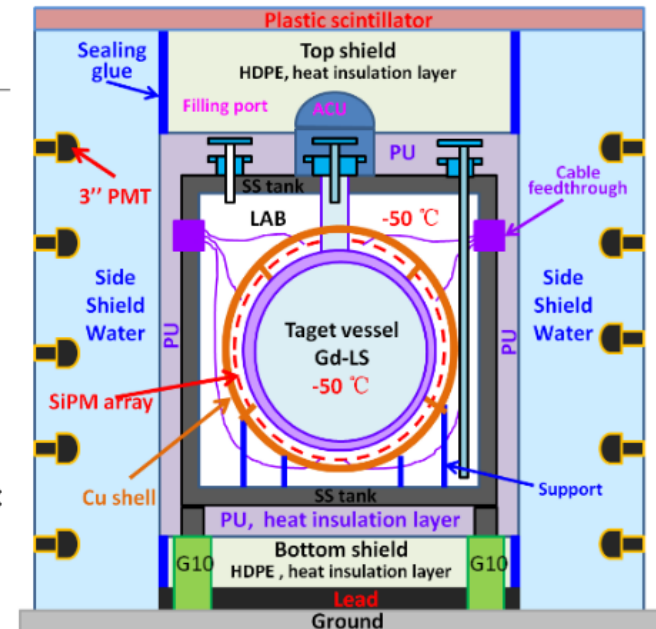 Plastic scintillator
Sealing
glue
Top shield
HDPE, heat insulation layer
Filling port
ACU
PU
3’’ PMT
SS tank
Cable
feedthrough
LAB
-50 ℃
Side
Shield
Water
Side
Shield
Water
PU
PU
Taget vessel
Gd-LS
-50 ℃
SiPM array
Cu shell
:
SS tank
Support
PU, heat insulation layer
G10
Bottom shield
HDPE , heat insulation layer
G10
Lead
Ground